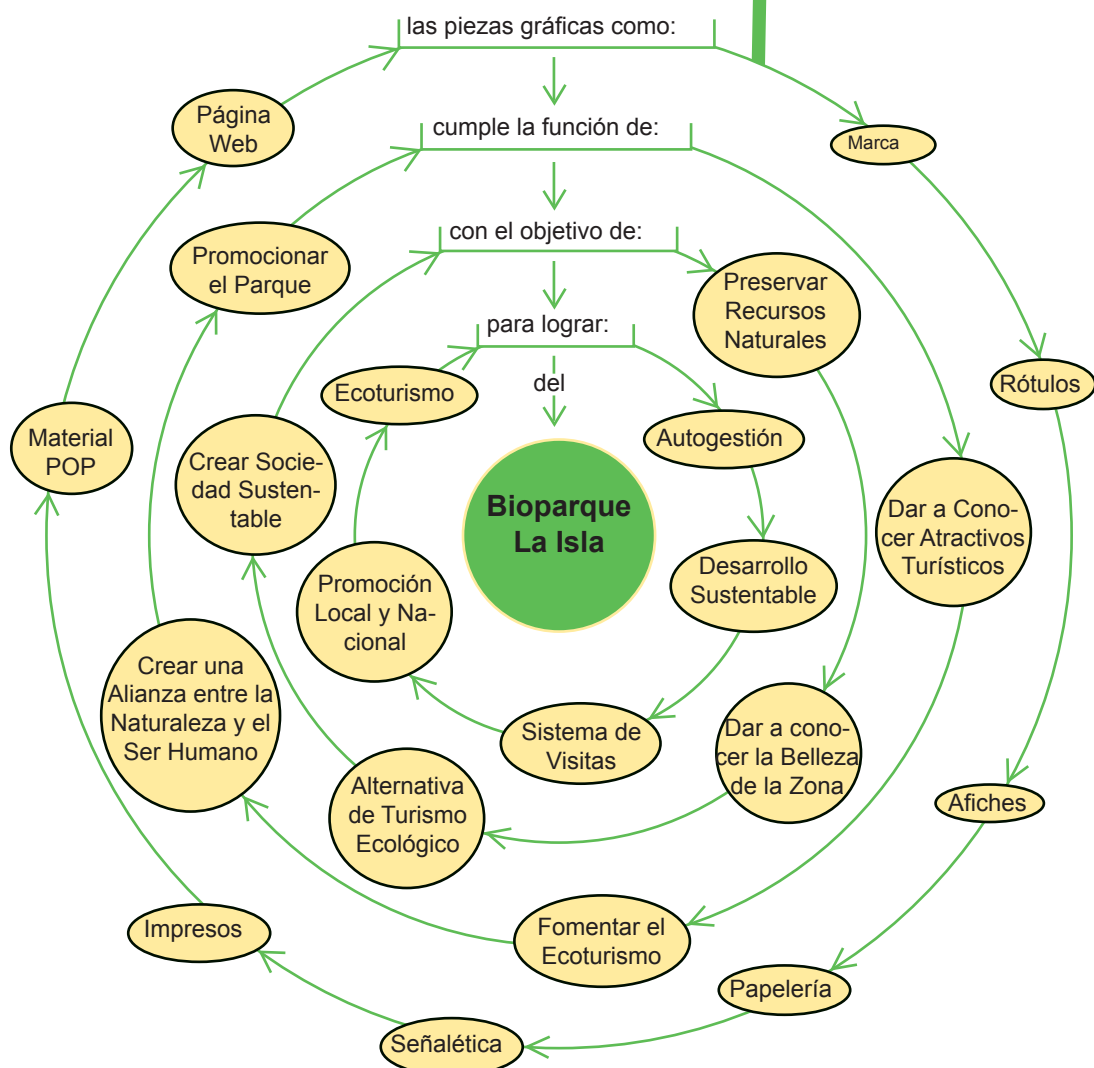 las piezas gráficas como:
Marca
Rótulos
Afiches
Papelería
Señalética
Impresos
Material
POP
Página
Web
cumple la función de:
Dar a Cono-
cer Atractivos
Turísticos
Fomentar el
Ecoturismo
Crear una
Alianza entre la
Naturaleza y el
Ser Humano
Promocionar
el Parque
con el objetivo de:
Preservar
Recursos
Naturales
Dar a cono-
cer la Belleza
de la Zona
Alternativa
de Turismo
Ecológico
Crear Socie-
dad Susten-
table
para lograr:
Autogestión
Desarrollo
Sustentable
Sistema de
Visitas
Promoción
Local y Na-
cional
Ecoturismo
del
Bioparque
La Isla